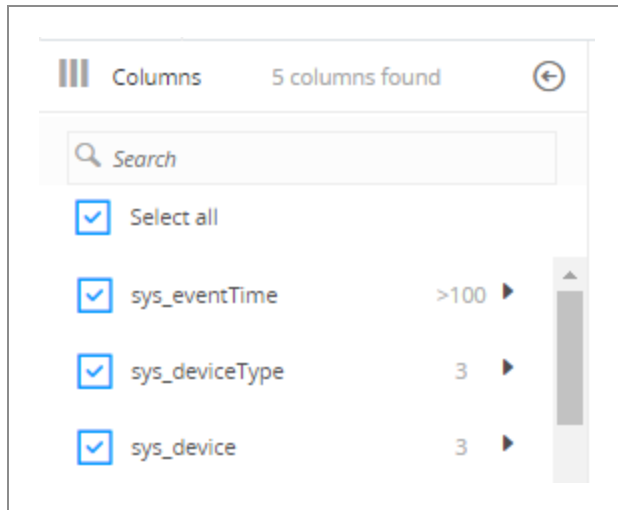 Columns 5 columns found
Search
Select all
sys_eventTime >100
sys_deviceType 3
sys_device 3